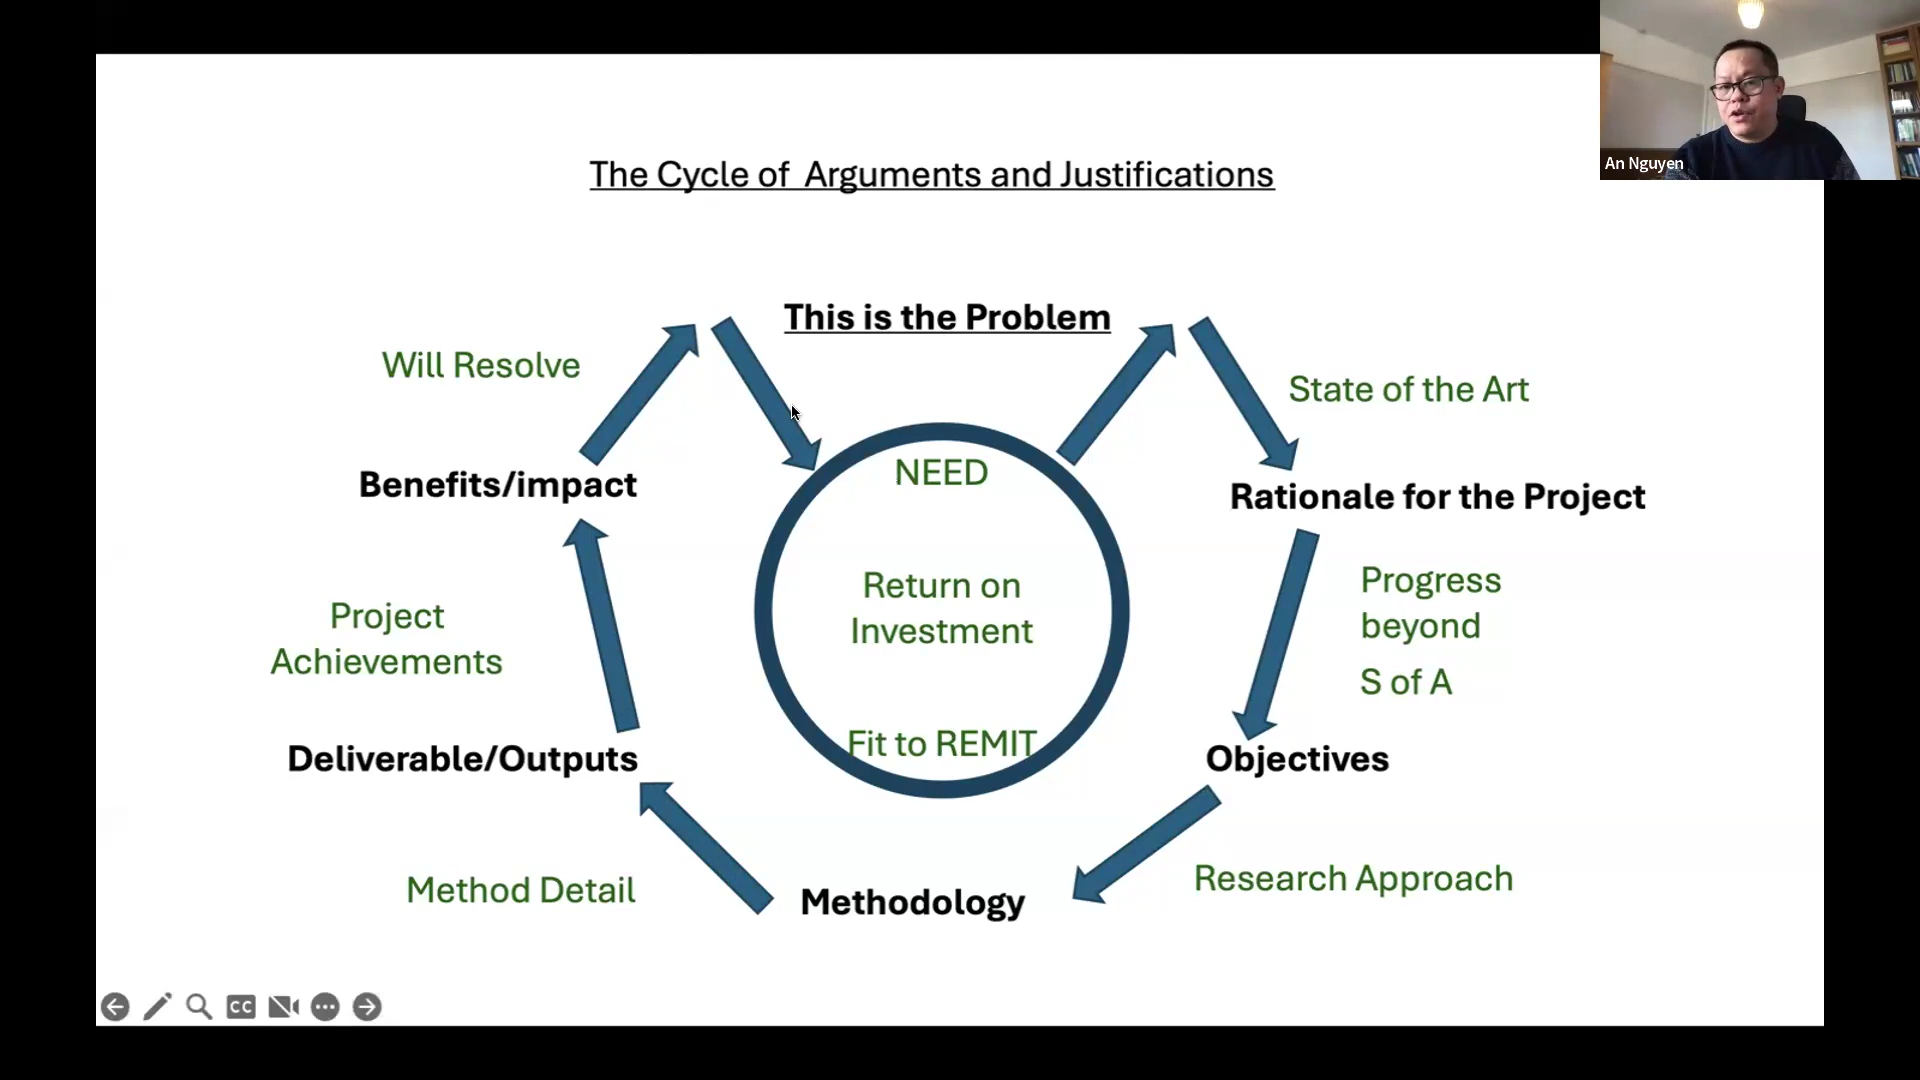 An Nguyen
The Cycle of Arguments and Justifications
This is the Problem
Will Resolve
State of the Art
NEED
Benefits/impact
Rationale for the Project
Return on
Investment
Progress
beyond
S of A
Project
Achievements
Fit to REMIT
Deliverable/Outputs
Objectives
Method Detail
Research Approach
Methodology
CC